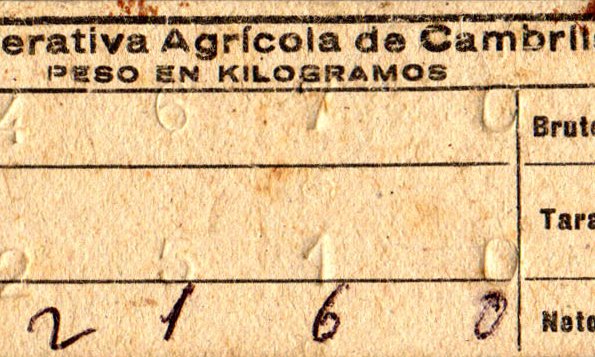 erativa Agrícola de Cambrils
PESO EN KILOGRAMOS
4 6 7 0 Bruto
2 5 1 0 Tara
2 1 6 0 Neto